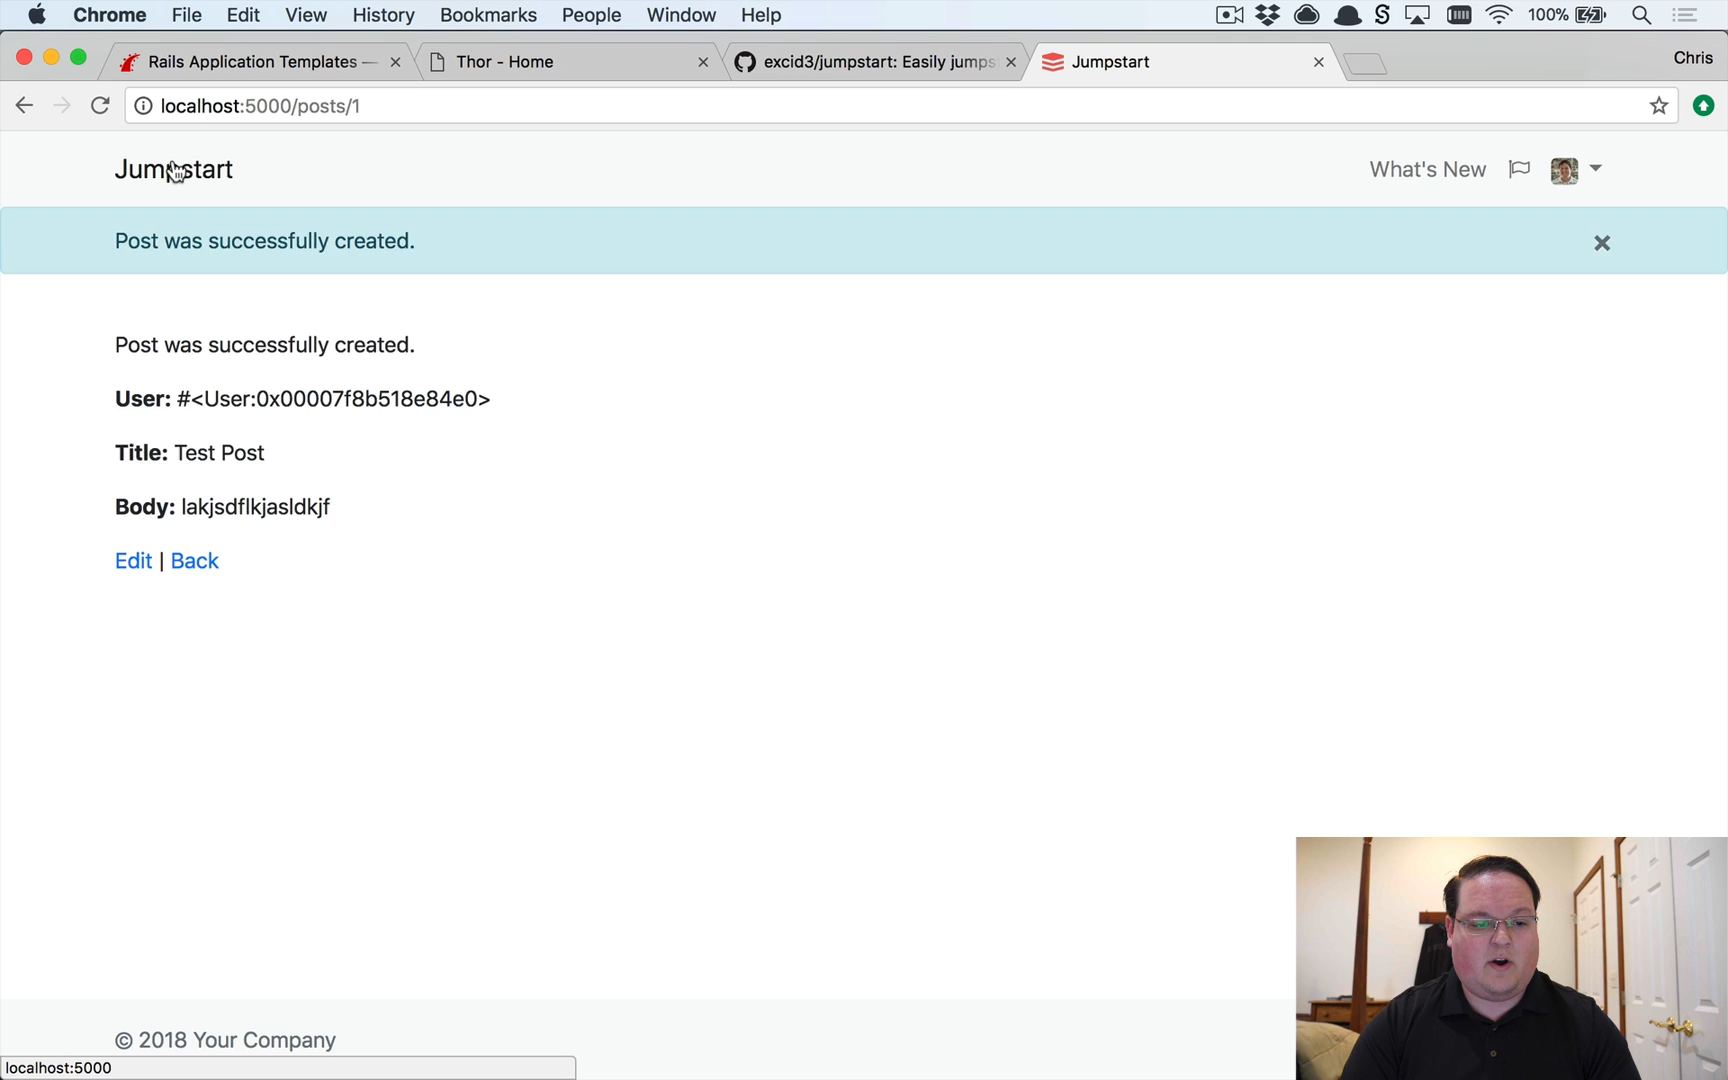 Chrome File Edit View History Bookmarks People Window Help 100%
Rails Application Templates — Thor - Home excid3/jumpstart: Easily jumps Jumpstart Chris
localhost:5000/posts/1
Jumpstart What's New
Post was successfully created.
Post was successfully created.
User: #<User:0x00007f8b518e84e0>
Title: Test Post
Body: lakjsdflkjasldkjf
Edit | Back
© 2018 Your Company
localhost:5000